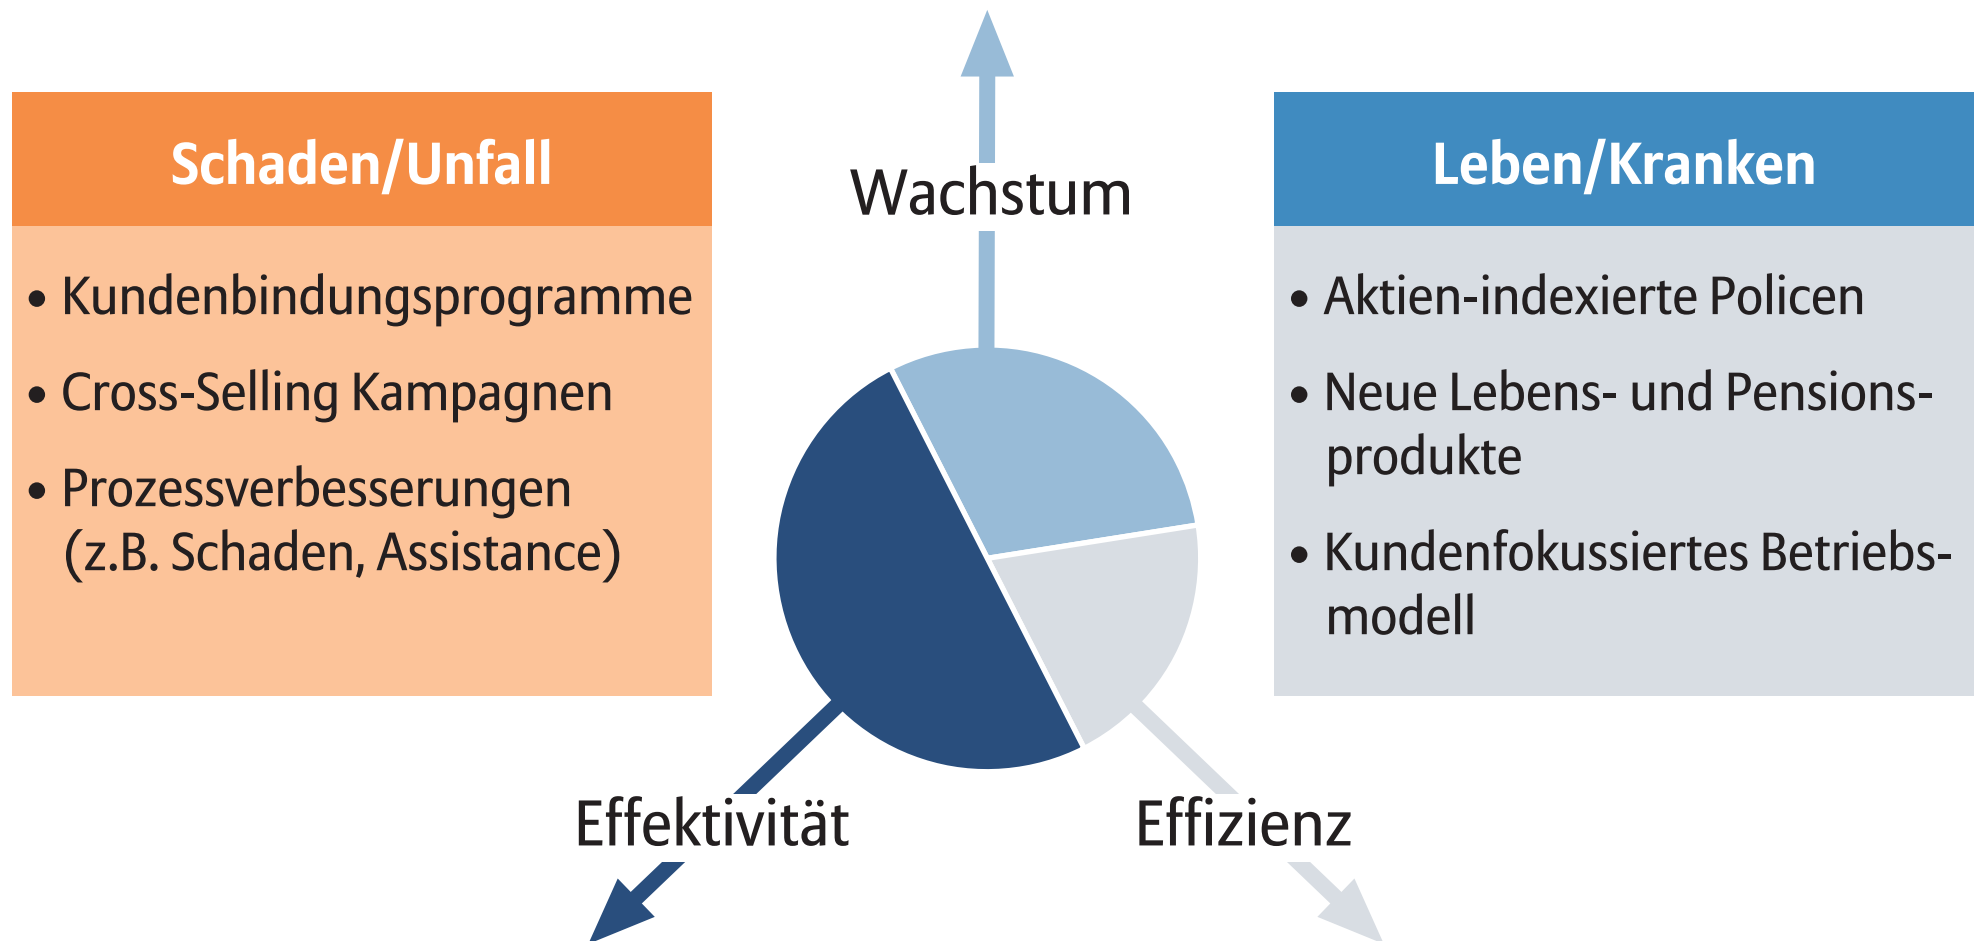 Schaden/Unfall
• Kundenbindungsprogramme
• Cross-Selling Kampagnen
• Prozessverbesserungen
(z.B. Schaden, Assistance)
Wachstum
Leben/Kranken
• Aktien-indexierte Policen
• Neue Lebens- und Pensions-
produkte
• Kundenfokussiertes Betriebs-
modell
Effektivität
Effizienz